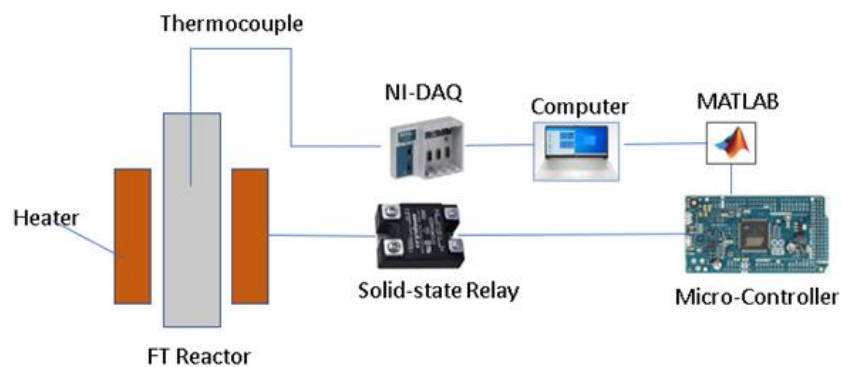 Thermocouple
NI-DAQ
Computer
MATLAB
Heater
Solid-state Relay
Micro-Controller
FT Reactor